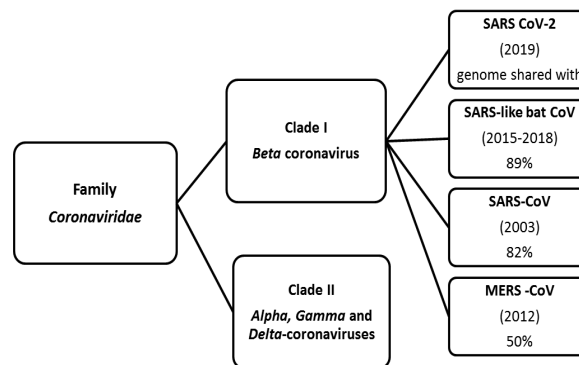 Family
Coronaviridae
Clade I
Beta coronavirus
Clade II
Alpha, Gamma and
Delta-coronaviruses
SARS CoV-2
(2019)
genome shared with
SARS-like bat CoV
(2015-2018)
89%
SARS-CoV
(2003)
82%
MERS -CoV
(2012)
50%